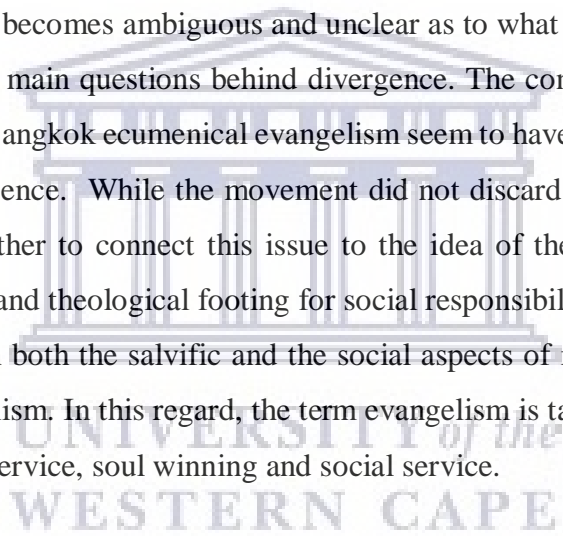 becomes ambiguous and unclear as to what
main questions behind divergence. The con
angkok ecumenical evangelism seem to have
ence. While the movement did not discard
ther to connect this issue to the idea of the
and theological footing for social responsibil
both the salvific and the social aspects of
lism. In this regard, the term evangelism is ta
UNIVERSITY of the
ervice, soul winning and social service.
WESTERN CAPE